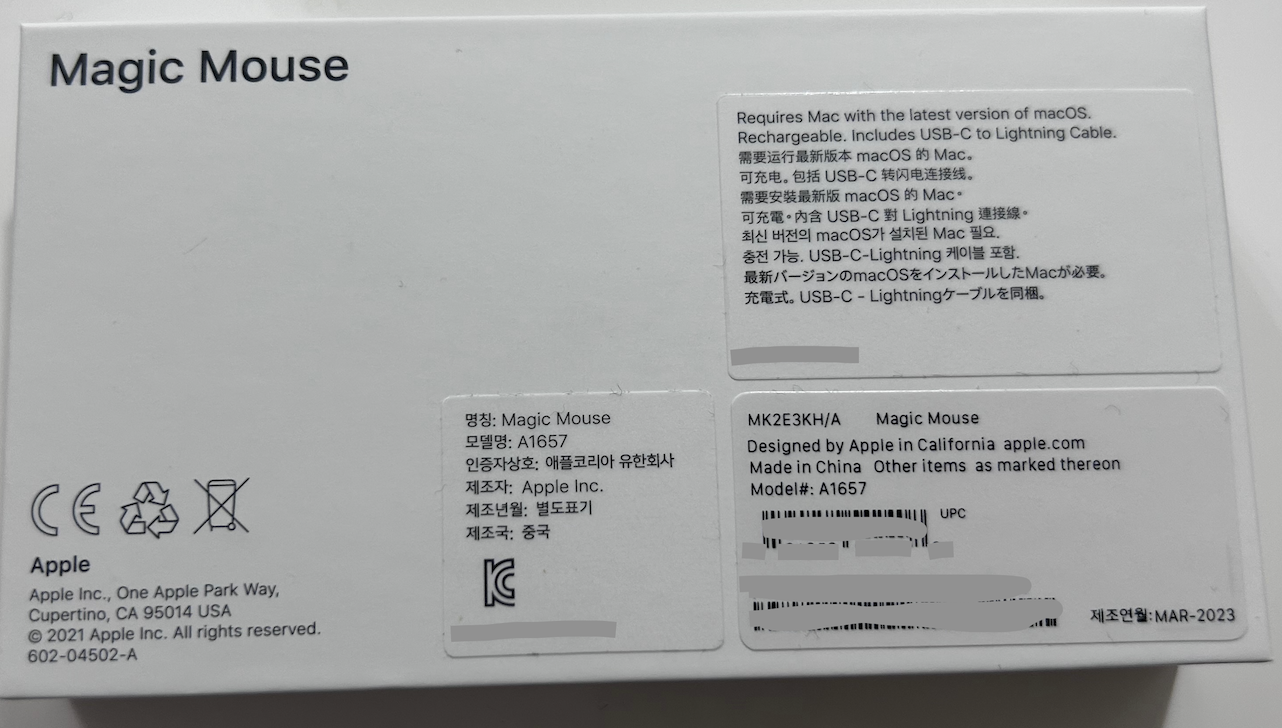 Magic Mouse
Requires Mac with the latest version of macOS.
Rechargeable. Includes USB-C to Lightning Cable.
需要运行最新版本 macOS 的 Mac。
可充电。包括 USB-C 转闪电连接线。
需要安裝最新版 macOS 的 Mac。
可充電。內含 USB-C 對 Lightning 連接線。
최신 버전의 macOS가 설치된 Mac 필요.
충전 가능. USB-C-Lightning 케이블 포함.
最新バージョンのmacOSをインストールしたMacが必要。
充電式。USB-C - Lightningケーブルを同梱。
명칭: Magic Mouse
모델명: A1657
인증자상호: 애플코리아 유한회사
제조자: Apple Inc.
제조년월: 별도표기
제조국: 중국
MK2E3KH/A Magic Mouse
Designed by Apple in California apple.com
Made in China Other items as marked thereon
Model#: A1657
UPC
제조연월:MAR-2023
CE
Apple
Apple Inc., One Apple Park Way,
Cupertino, CA 95014 USA
© 2021 Apple Inc. All rights reserved.
602-04502-A